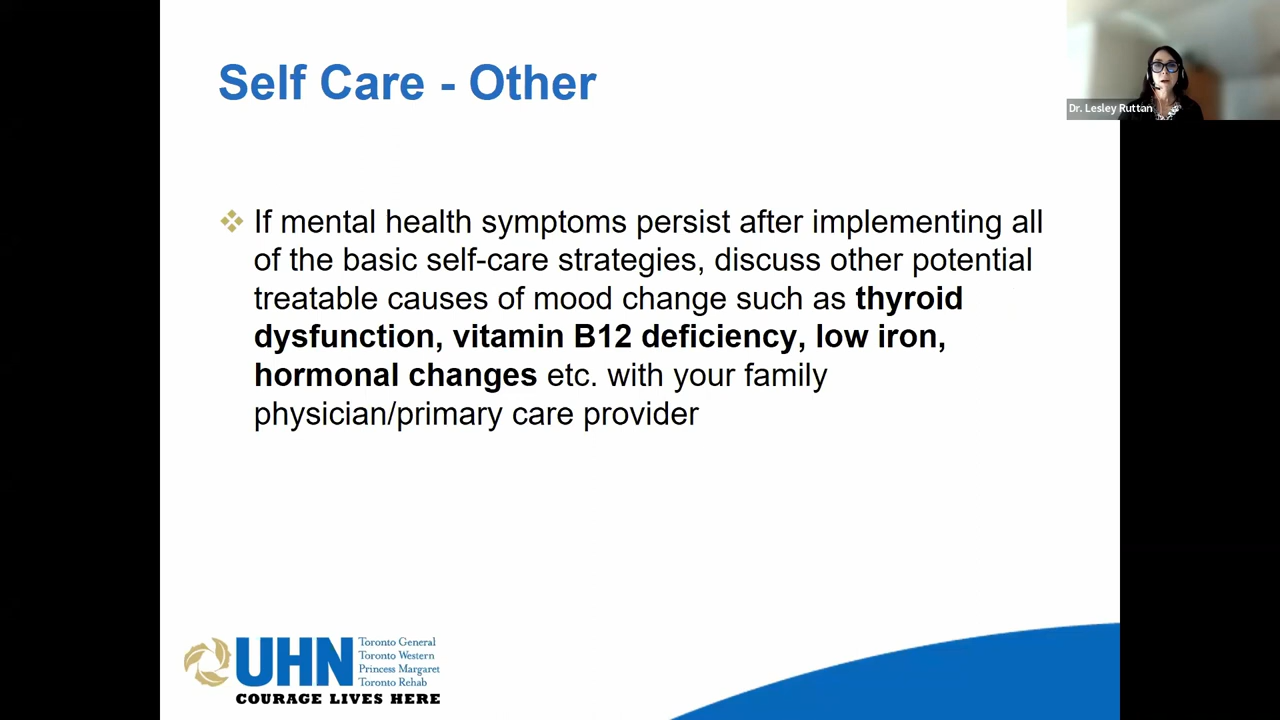 Self Care - Other
Dr. Lesley Ruttan
If mental health symptoms persist after implementing all
of the basic self-care strategies, discuss other potential
treatable causes of mood change such as thyroid
dysfunction, vitamin B12 deficiency, low iron,
hormonal changes etc. with your family
physician/primary care provider
UHN
Toronto General
Toronto Western
Princess Margaret
Toronto Rehab
COURAGE LIVES HERE